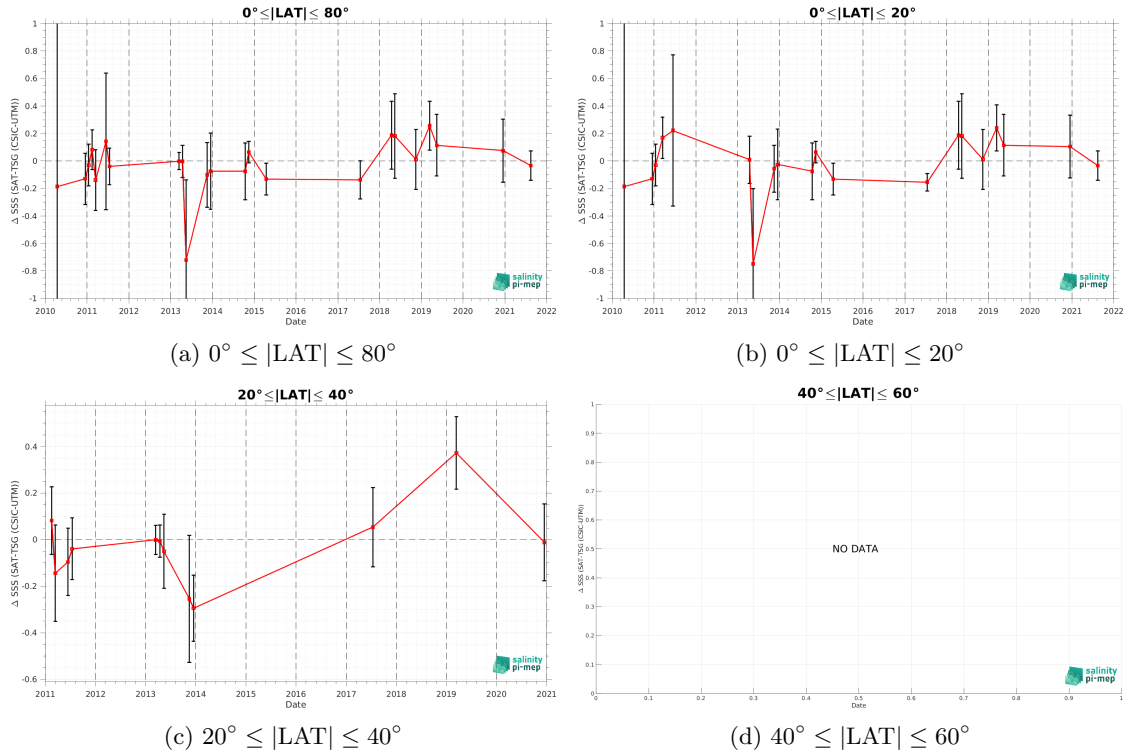 0°≤|LAT|≤ 80°
Δ SSS (SAT-TSG (CSIC-UTM))
1
0.8
0.6
0.4
0.2
0
-0.2
-0.4
-0.6
-0.8
-1
2010 2011 2012 2013 2014 2015 2016 2017 2018 2019 2020 2021 2022
Date
salinity
pi-mep
(a) 0° ≤ |LAT| ≤ 80°
0°≤|LAT|≤ 20°
Δ SSS (SAT-TSG (CSIC-UTM))
1
0.8
0.6
0.4
0.2
0
-0.2
-0.4
-0.6
-0.8
-1
2010 2011 2012 2013 2014 2015 2016 2017 2018 2019 2020 2021 2022
Date
salinity
pi-mep
(b) 0° ≤ |LAT| ≤ 20°
20°≤|LAT|≤ 40°
Δ SSS (SAT-TSG (CSIC-UTM))
0.4
0.2
0
-0.2
-0.4
-0.6
2011 2012 2013 2014 2015 2016 2017 2018 2019 2020 2021
Date
salinity
pi-mep
(c) 20° ≤ |LAT| ≤ 40°
40°≤|LAT|≤ 60°
Δ SSS (SAT-TSG (CSIC-UTM))
1
0.9
0.8
0.7
0.6
0.5
0.4
0.3
0.2
0.1
0
NO DATA
0 0.1 0.2 0.3 0.4 0.5 0.6 0.7 0.8 0.9 1
Date
salinity
pi-mep
(d) 40° ≤ |LAT| ≤ 60°